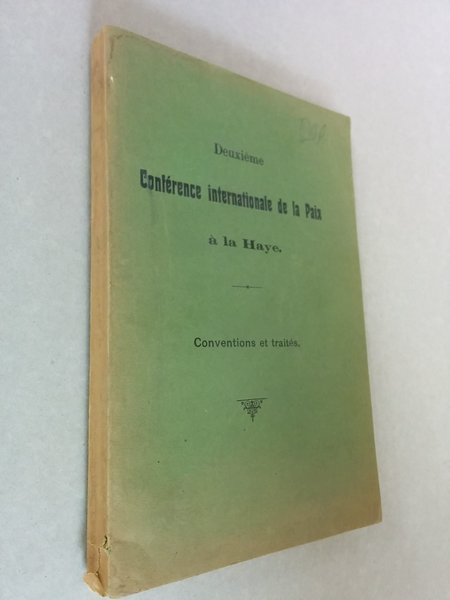 Deuxième
Conférence internationale de la Paix
à la Haye.
Conventions et traités.